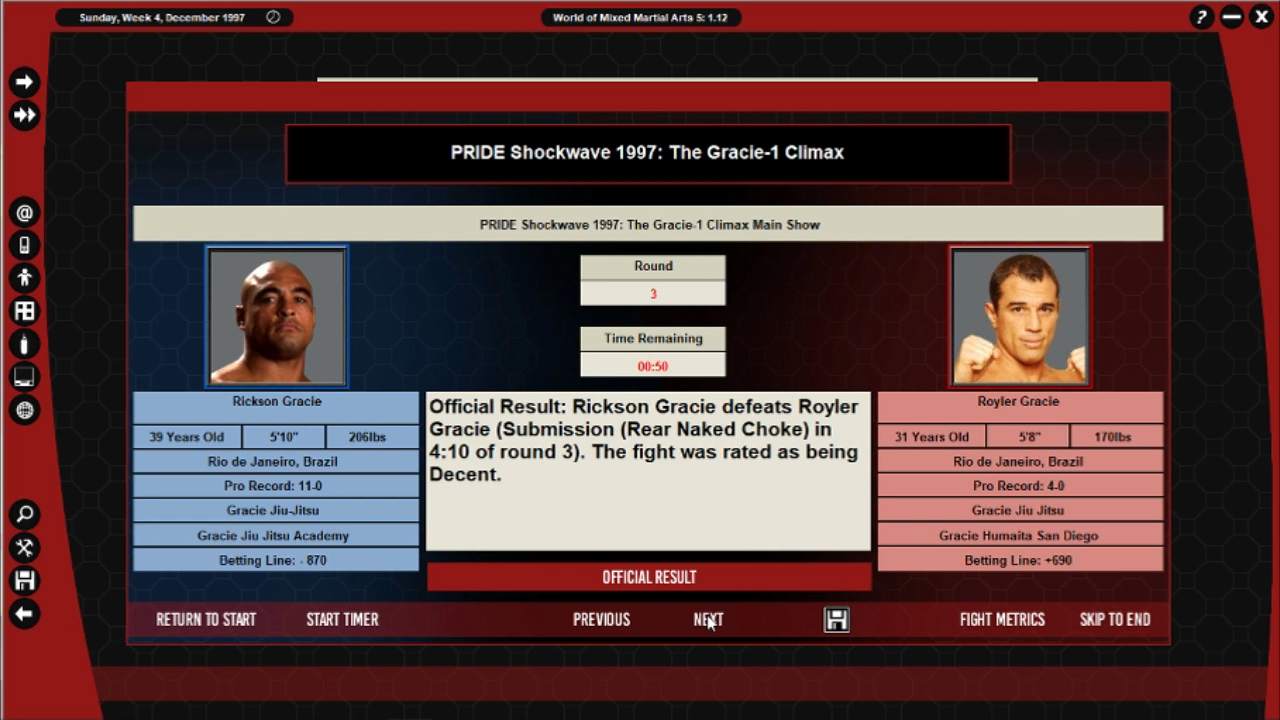 Sunday, Week 4, December 1997
World of Mixed Martial Arts 5: 1.12
?
X
@
PRIDE Shockwave 1997: The Gracie-1 Climax
PRIDE Shockwave 1997: The Gracie-1 Climax Main Show
Round
3
Time Remaining
00:50
Rickson Gracie
39 Years Old
5'10"
206lbs
Rio de Janeiro, Brazil
Pro Record: 11-0
Gracie Jiu-Jitsu
Gracie Jiu Jitsu Academy
Betting Line: - 870
Official Result: Rickson Gracie defeats Royler
Gracie (Submission (Rear Naked Choke) in
4:10 of round 3). The fight was rated as being
Decent.
OFFICIAL RESULT
Royler Gracie
31 Years Old
5'8"
170lbs
Rio de Janeiro, Brazil
Pro Record: 4-0
Gracie Jiu Jitsu
Gracie Humaita San Diego
Betting Line: +690
RETURN TO START
START TIMER
PREVIOUS
NEXT
FIGHT METRICS
SKIP TO END